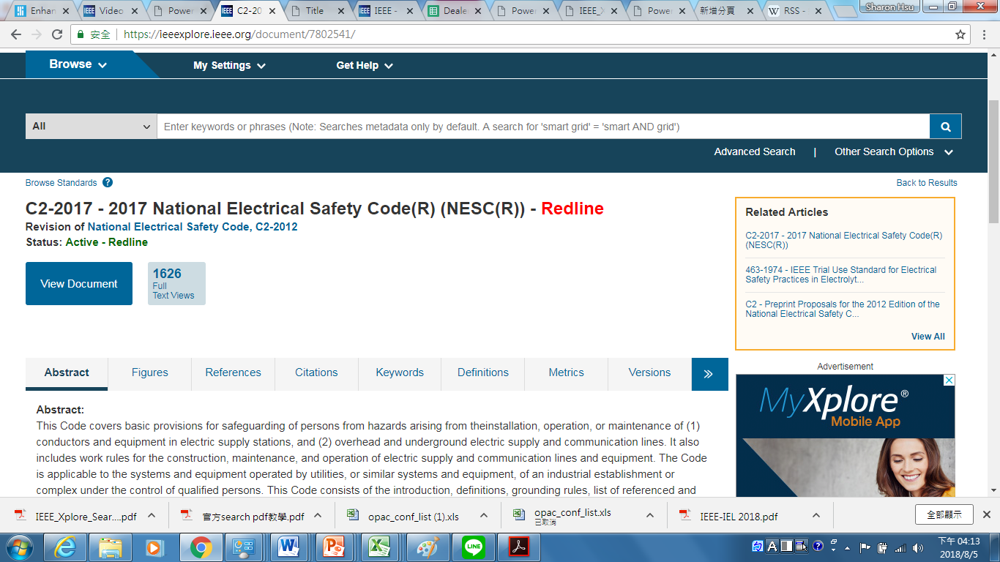 Enhan
Video
Power
C2-20
Title
IEEE -
Deale
Power
IEEE_X
Power
新增分頁
RSS -
Sharon Hsu
安全 | https://ieeexplore.ieee.org/document/7802541/
Browse
My Settings
Get Help
All
Enter keywords or phrases (Note: Searches metadata only by default. A search for 'smart grid' = 'smart AND grid')
Advanced Search | Other Search Options
Browse Standards ?
Back to Results
C2-2017 - 2017 National Electrical Safety Code(R) (NESC(R)) - Redline
Revision of National Electrical Safety Code, C2-2012
Status: Active - Redline
View Document
1626
Full
Text Views
Related Articles
C2-2017 - 2017 National Electrical Safety Code(R)
(NESC(R))
463-1974 - IEEE Trial Use Standard for Electrical
Safety Practices in Electrolyt...
C2 - Preprint Proposals for the 2012 Edition of the
National Electrical Safety C...
View All
Abstract
Figures
References
Citations
Keywords
Definitions
Metrics
Versions
Abstract:
This Code covers basic provisions for safeguarding of persons from hazards arising from theinstallation, operation, or maintenance of (1)
conductors and equipment in electric supply stations, and (2) overhead and underground electric supply and communication lines. It also
includes work rules for the construction, maintenance, and operation of electric supply and communication lines and equipment. The Code
is applicable to the systems and equipment operated by utilities, or similar systems and equipment, of an industrial establishment or
complex under the control of qualified persons. This Code consists of the introduction, definitions, grounding rules, list of referenced and
Advertisement
MyXplore®
Mobile App
IEEE_Xplore_Sear....pdf
官方search pdf教學.pdf
opac_conf_list (1).xls
opac_conf_list.xls
已取消
IEEE-IEL 2018.pdf
全部顯示
LINE
A
下午 04:13
2018/8/5